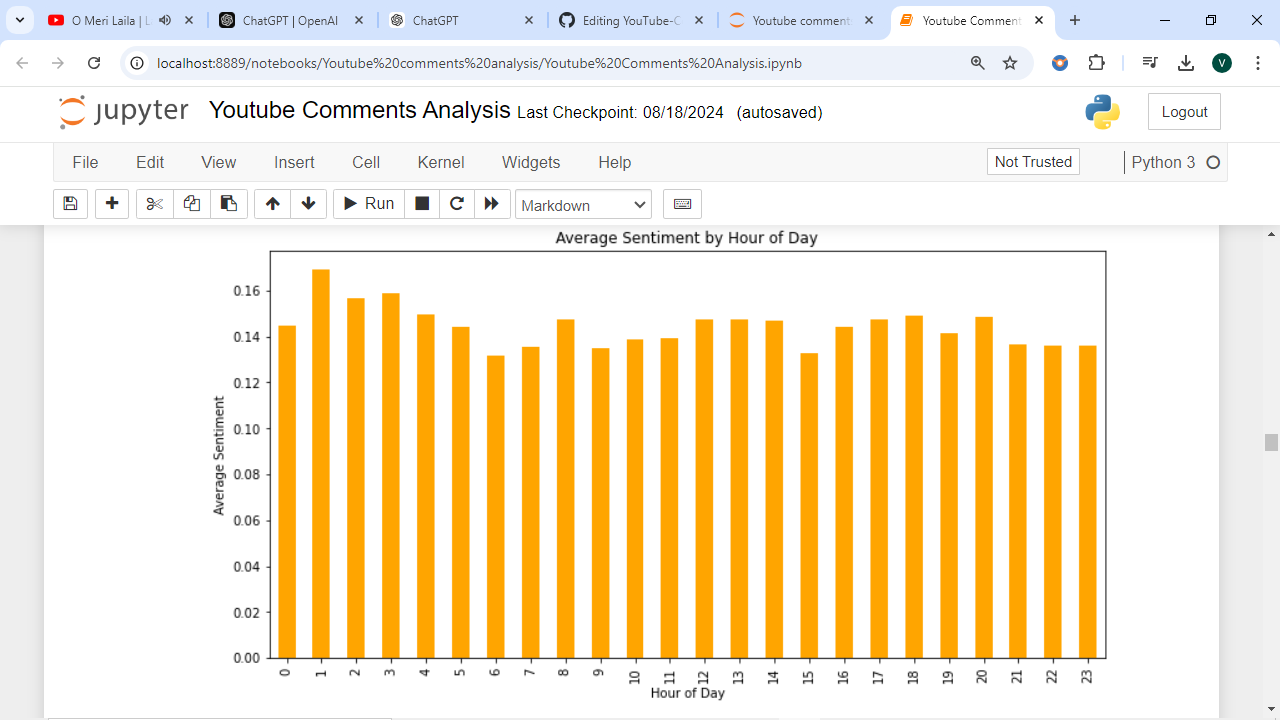 O Meri Laila | L
ChatGPT | OpenAI
ChatGPT
Editing YouTube-C
Youtube comment
Youtube Comment
localhost:8889/notebooks/Youtube%20comments%20analysis/Youtube%20Comments%20Analysis.ipynb
V
jupyter Youtube Comments Analysis Last Checkpoint: 08/18/2024 (autosaved)
Logout
File Edit View Insert Cell Kernel Widgets Help
Not Trusted
Python 3
Run
Markdown
Average Sentiment by Hour of Day
0.16
0.14
0.12
0.10
0.08
0.06
0.04
0.02
0.00
Average Sentiment
0 1 2 3 4 5 6 7 8 9 10 11 12 13 14 15 16 17 18 19 20 21 22 23
Hour of Day